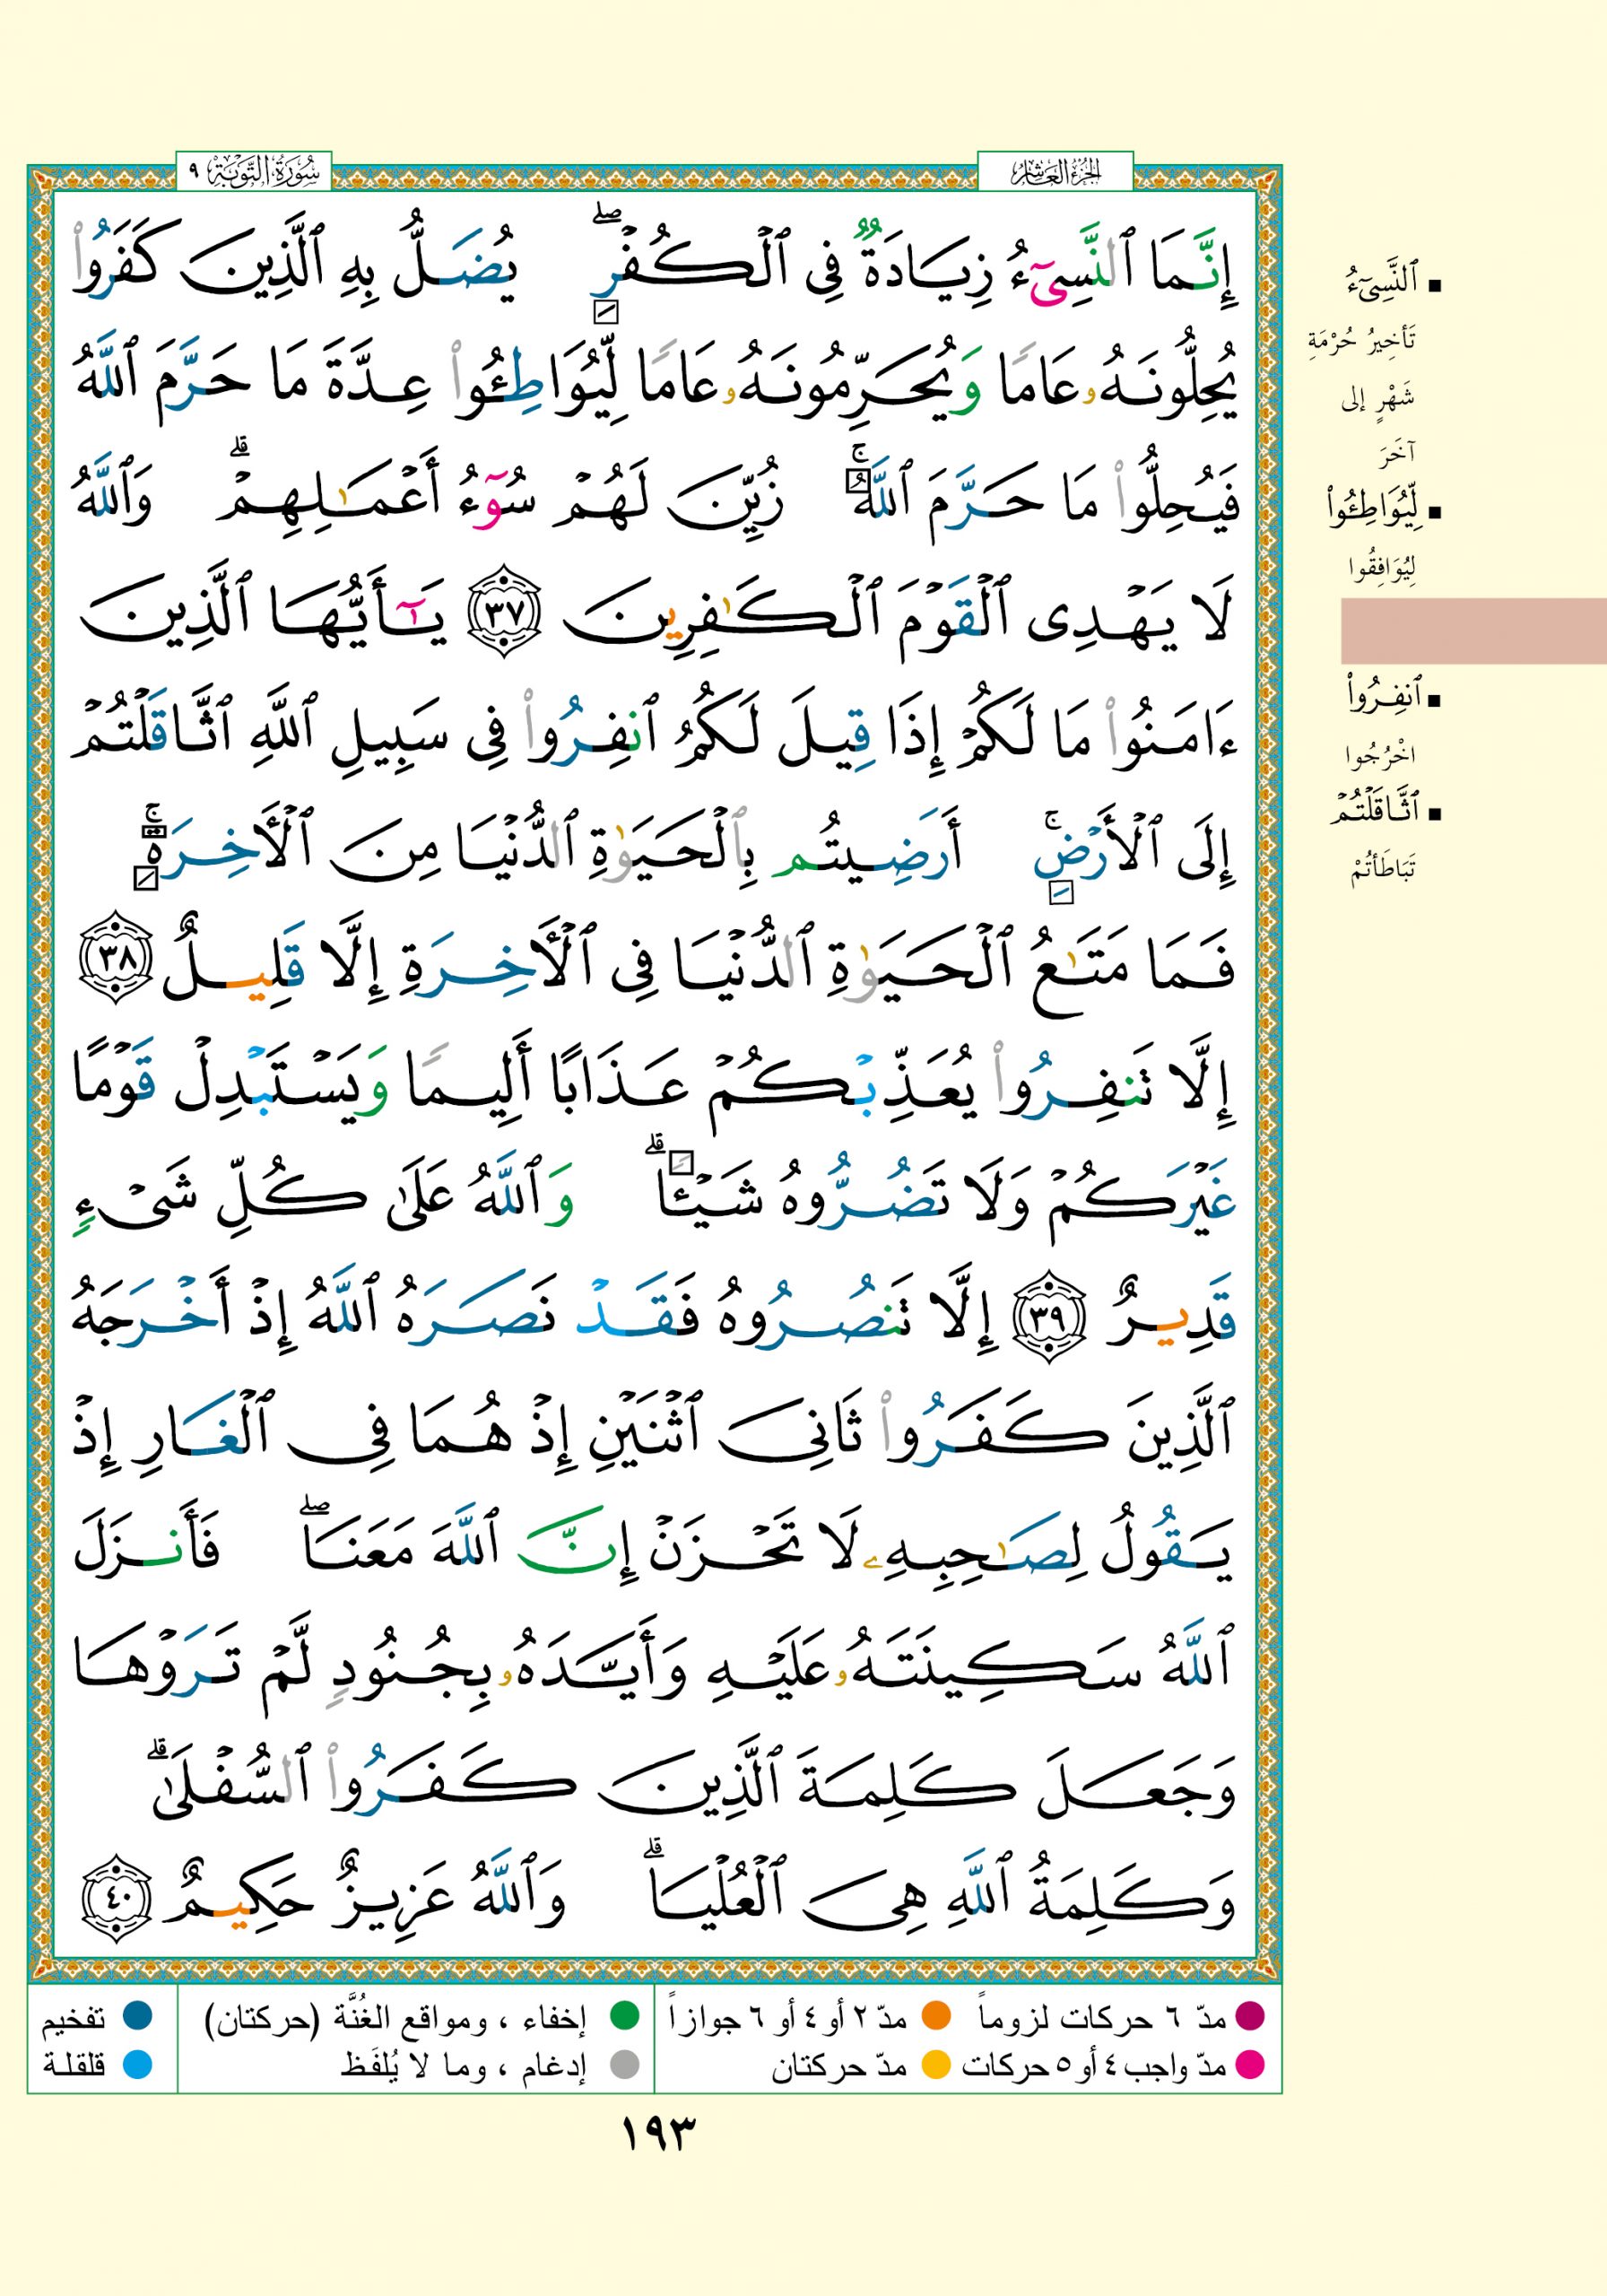 الجزء العاشر
سورة التوبة ٩
إِنَّمَا ٱلنَّسِىٓءُ زِيَادَةٌ فِى ٱلْكُفْرِ ۖ يُضَلُّ بِهِ ٱلَّذِينَ كَفَرُوا۟
يُحِلُّونَهُۥ عَامًا وَيُحَرِّمُونَهُۥ عَامًا لِّيُوَاطِـُٔوا۟ عِدَّةَ مَا حَرَّمَ ٱللَّهُ
فَيُحِلُّوا۟ مَا حَرَّمَ ٱللَّهُ ۚ زُيِّنَ لَهُمْ سُوٓءُ أَعْمَـٰلِهِمْ ۗ وَٱللَّهُ
لَا يَهْدِى ٱلْقَوْمَ ٱلْكَـٰفِرِينَ ٣٧ يَـٰٓأَيُّهَا ٱلَّذِينَ
ءَامَنُوا۟ مَا لَكُمْ إِذَا قِيلَ لَكُمُ ٱنفِرُوا۟ فِى سَبِيلِ ٱللَّهِ ٱثَّاقَلْتُمْ
إِلَى ٱلْأَرْضِ ۚ أَرَضِيتُم بِٱلْحَيَوٰةِ ٱلدُّنْيَا مِنَ ٱلْـَٔاخِرَةِ ۚ
فَمَا مَتَـٰعُ ٱلْحَيَوٰةِ ٱلدُّنْيَا فِى ٱلْـَٔاخِرَةِ إِلَّا قَلِيلٌ ٣٨
إِلَّا تَنفِرُوا۟ يُعَذِّبْكُمْ عَذَابًا أَلِيمًا وَيَسْتَبْدِلْ قَوْمًا
غَيْرَكُمْ وَلَا تَضُرُّوهُ شَيْـًٔا ۗ وَٱللَّهُ عَلَىٰ كُلِّ شَىْءٍ
قَدِيرٌ ٣٩ إِلَّا تَنصُرُوهُ فَقَدْ نَصَرَهُ ٱللَّهُ إِذْ أَخْرَجَهُ
ٱلَّذِينَ كَفَرُوا۟ ثَانِىَ ٱثْنَيْنِ إِذْ هُمَا فِى ٱلْغَارِ إِذْ
يَقُولُ لِصَـٰحِبِهِۦ لَا تَحْزَنْ إِنَّ ٱللَّهَ مَعَنَا ۖ فَأَنزَلَ
ٱللَّهُ سَكِينَتَهُۥ عَلَيْهِ وَأَيَّدَهُۥ بِجُنُودٍ لَّمْ تَرَوْهَا
وَجَعَلَ كَلِمَةَ ٱلَّذِينَ كَفَرُوا۟ ٱلسُّفْلَىٰ ۗ
وَكَلِمَةُ ٱللَّهِ هِىَ ٱلْعُلْيَا ۗ وَٱللَّهُ عَزِيزٌ حَكِيمٌ ٤٠
ٱلنَّسِىٓءُ
تَأخِيرُ حُرْمَةِ
شَهْرٍ إلى
آخَرَ
لِّيُوَاطِـُٔوا۟
لِيُوَافِقُوا
ٱنفِرُوا۟
اخْرُجُوا
ٱثَّاقَلْتُمْ
تَبَاطَأتُمْ
مدّ ٦ حركات لزوماً
مدّ ٢ أو ٤ أو ٦ جوازاً
إخفاء ، ومواقع الغُنَّة (حركتان)
تفخيم
مدّ واجب ٤ أو ٥ حركات
مدّ حركتان
إدغام ، وما لا يُلفَظ
قلقلة
١٩٣